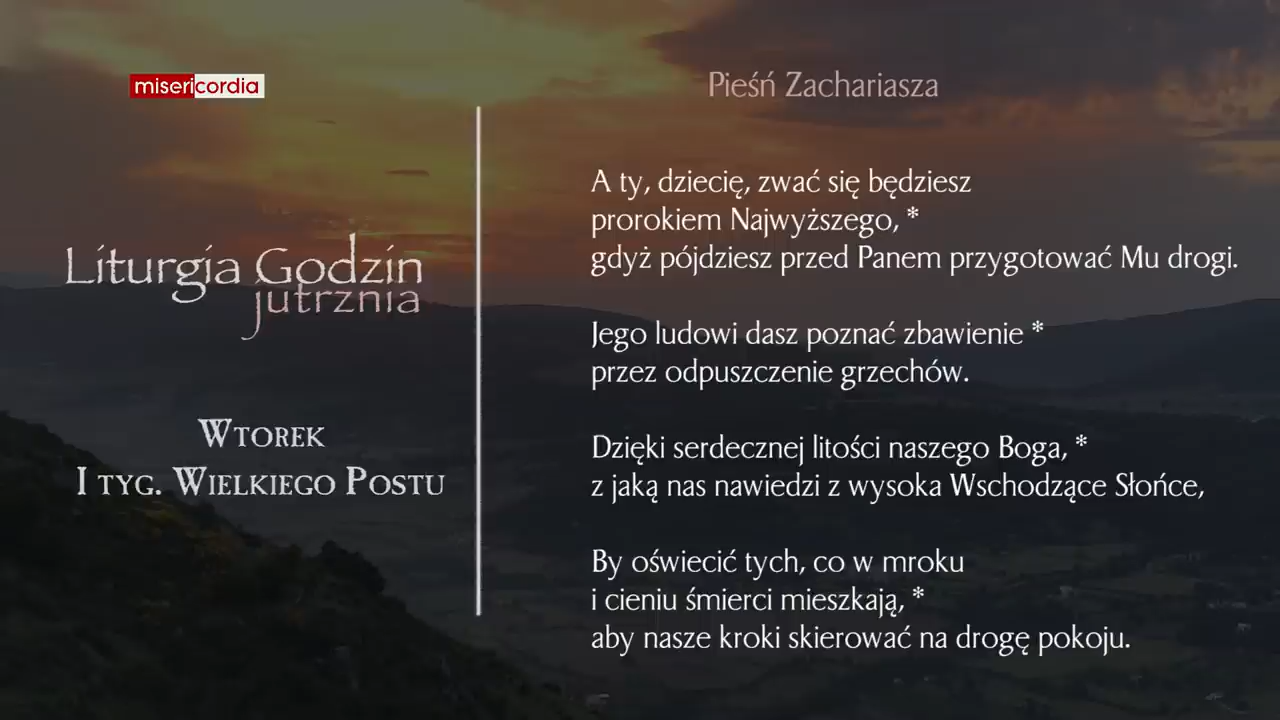 misericordia
Pieśń Zachariasza
Liturgia Godzin
jutrznia
Wtorek
I tyg. Wielkiego Postu
A ty, dziecię, zwać się będziesz
prorokiem Najwyższego, *
gdyż pójdziesz przed Panem przygotować Mu drogi.
Jego ludowi dasz poznać zbawienie *
przez odpuszczenie grzechów.
Dzięki serdecznej litości naszego Boga, *
z jaką nas nawiedzi z wysoka Wschodzące Słońce,
By oświecić tych, co w mroku
i cieniu śmierci mieszkają, *
aby nasze kroki skierować na drogę pokoju.